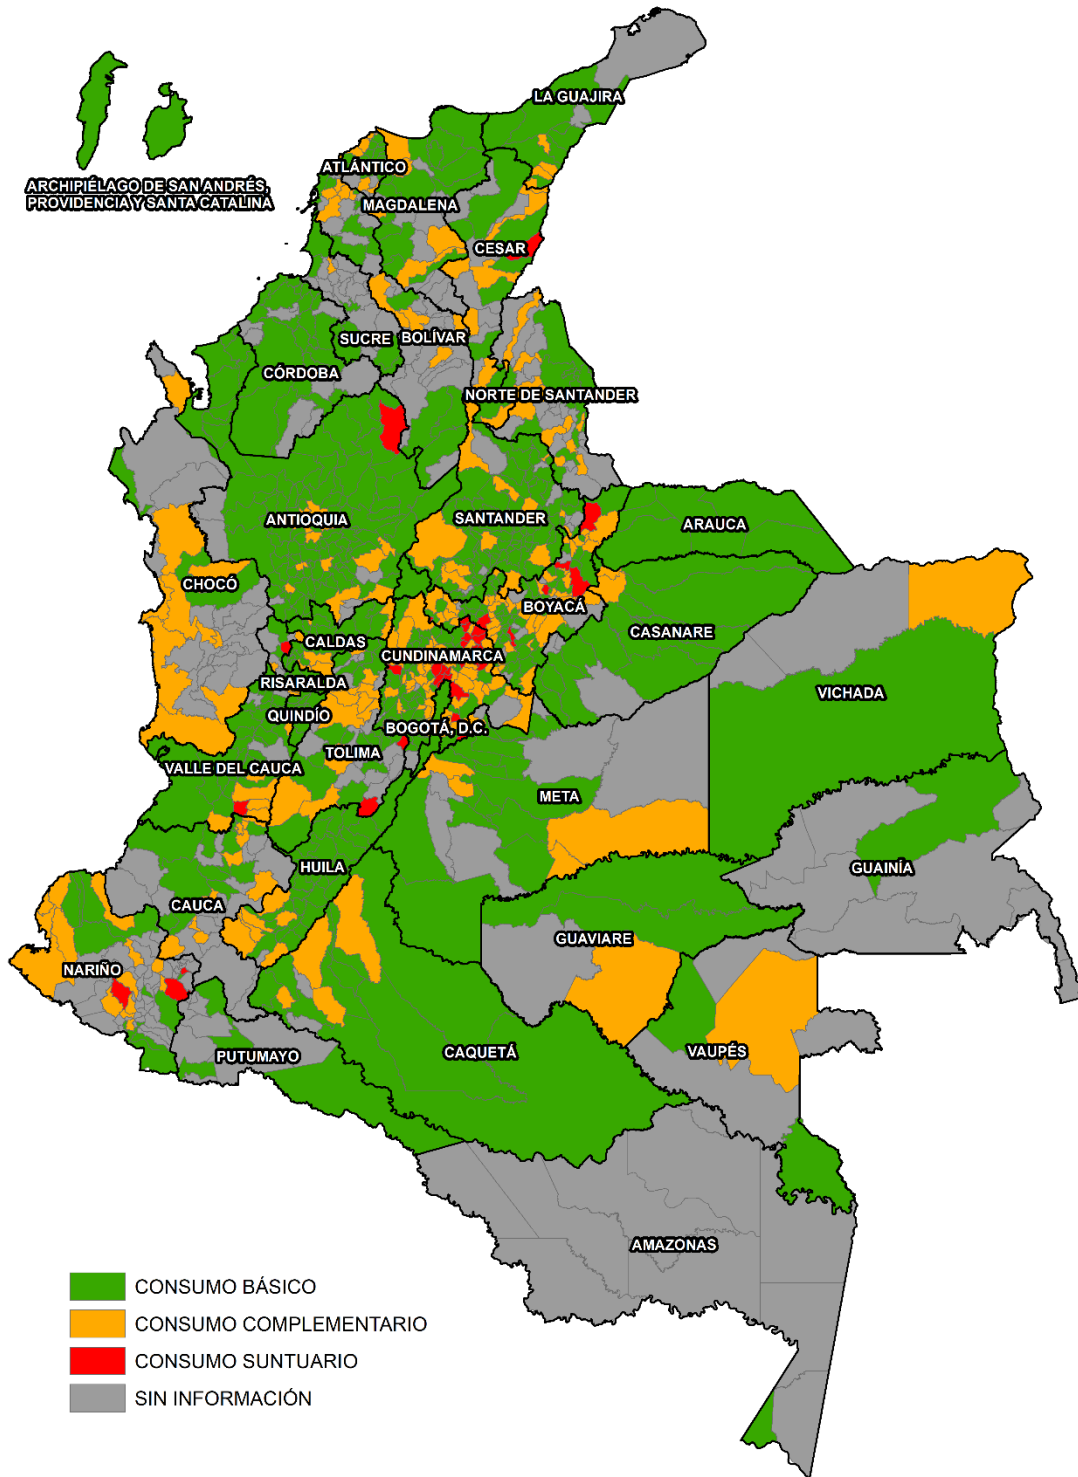 LA GUAJIRA
ATLÁNTICO
ARCHIPIÉLAGO DE SAN ANDRÉS,
PROVIDENCIA Y SANTA CATALINA
MAGDALENA
CESAR
SUCRE
BOLÍVAR
CÓRDOBA
NORTE DE SANTANDER
ANTIOQUIA
SANTANDER
ARAUCA
CHOCÓ
BOYACÁ
CASANARE
CALDAS
CUNDINAMARCA
RISARALDA
VICHADA
QUINDÍO
BOGOTÁ, D.C.
TOLIMA
VALLE DEL CAUCA
META
HUILA
GUAINÍA
CAUCA
GUAVIARE
NARIÑO
PUTUMAYO
CAQUETÁ
VAUPÉS
AMAZONAS
CONSUMO BÁSICO
CONSUMO COMPLEMENTARIO
CONSUMO SUNTUARIO
SIN INFORMACIÓN